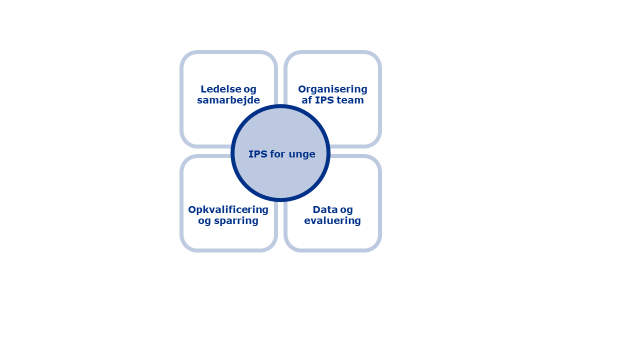 Ledelse og
samarbejde
Organisering
af IPS team
IPS for unge
Opkvalificering
og sparring
Data og
evaluering